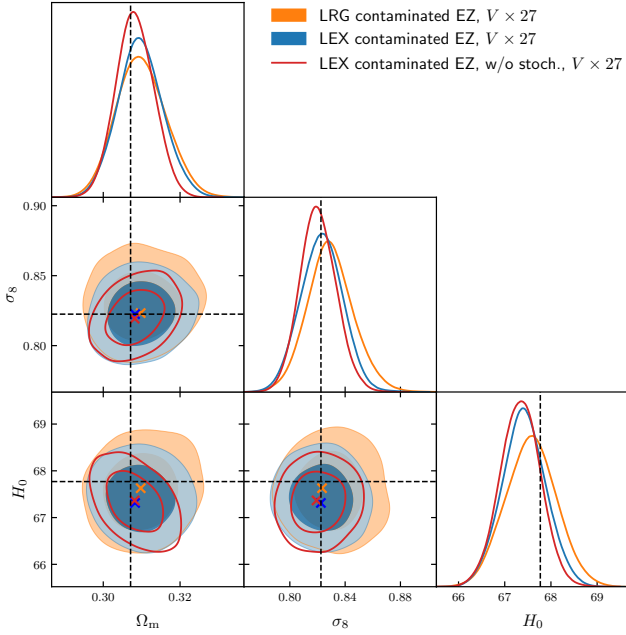 LRG contaminated EZ, V × 27
LEX contaminated EZ, V × 27
LEX contaminated EZ, w/o stoch., V × 27
0.90
0.85
0.80
σ8
69
68
67
66
H0
0.30 0.32
0.80 0.84 0.88
66 67 68 69
Ωm
σ8
H0